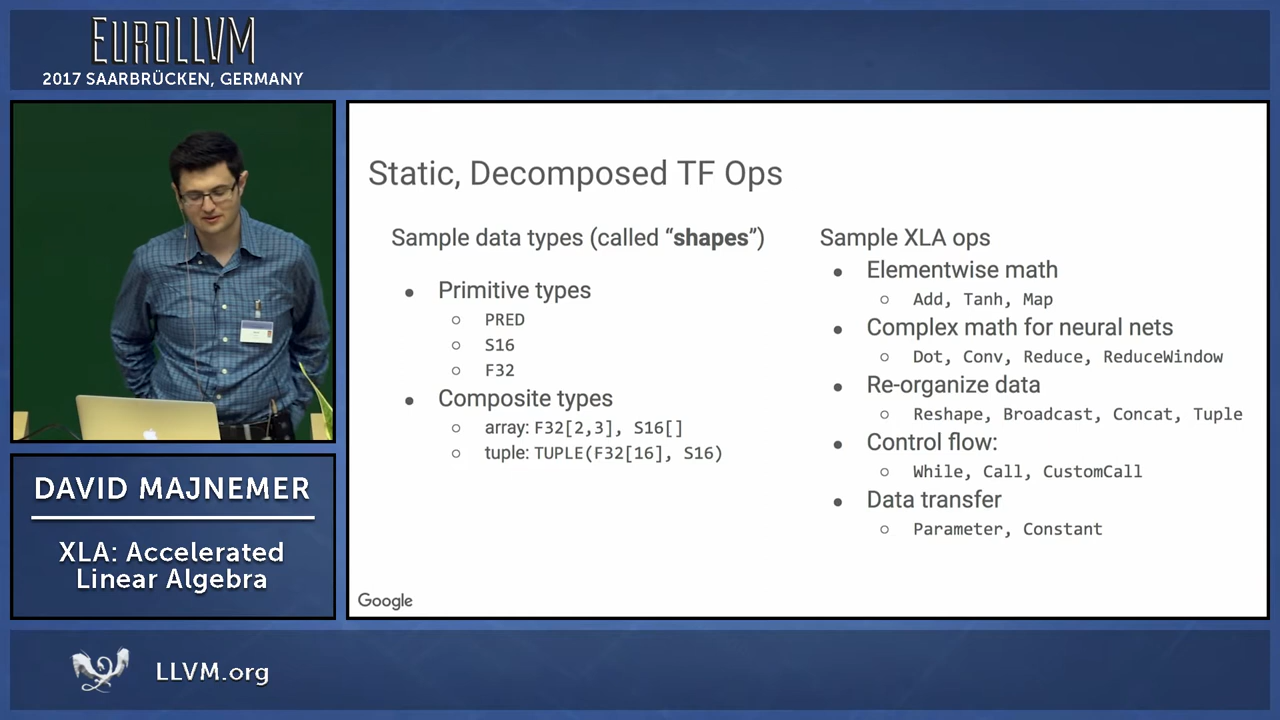 EUROLLVM
2017 SAARBRÜCKEN, GERMANY
Static, Decomposed TF Ops
Sample data types (called “shapes”)
● Primitive types
○ PRED
○ S16
○ F32
● Composite types
○ array: F32[2,3], S16[]
○ tuple: TUPLE(F32[16], S16)
Sample XLA ops
● Elementwise math
○ Add, Tanh, Map
● Complex math for neural nets
○ Dot, Conv, Reduce, ReduceWindow
● Re-organize data
○ Reshape, Broadcast, Concat, Tuple
● Control flow:
○ While, Call, CustomCall
● Data transfer
○ Parameter, Constant
Google
DAVID MAJNEMER
XLA: Accelerated
Linear Algebra
LLVM.org